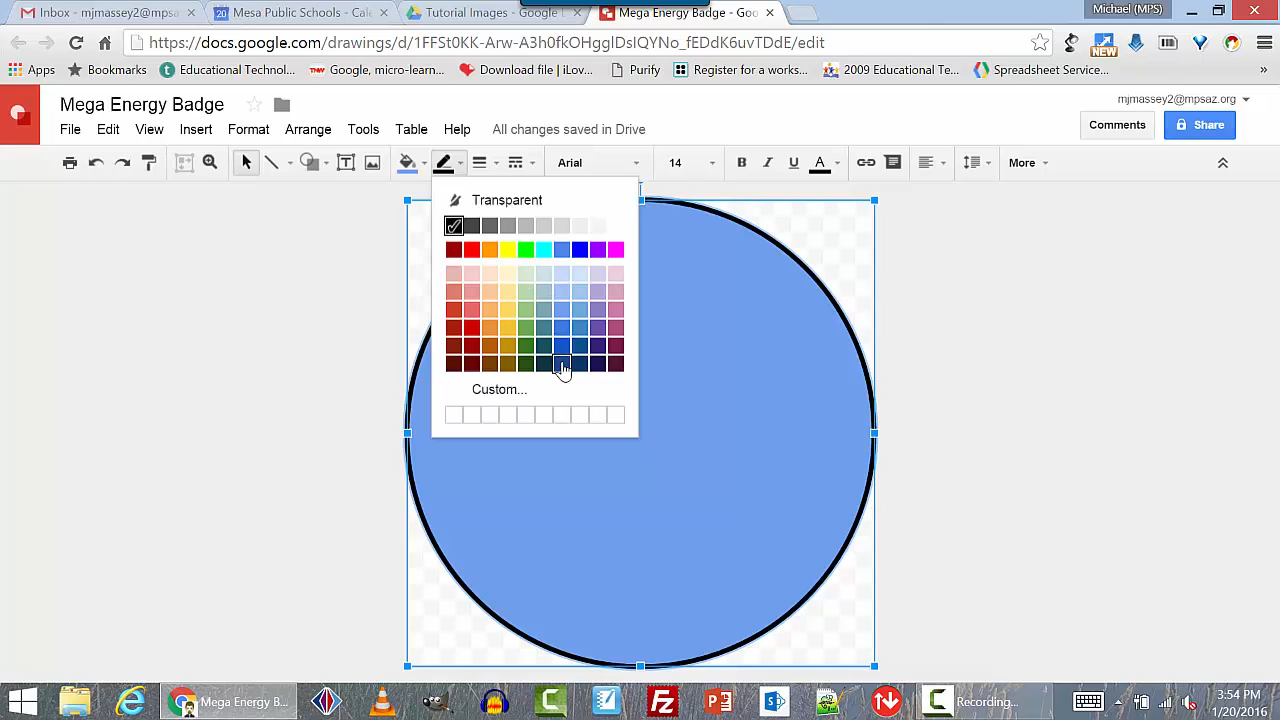 Inbox - mjmassey2@mpsa
20 Mesa Public Schools - Cale
Tutorial Images - Google
Mega Energy Badge - Goo
Michael (MPS)
https://docs.google.com/drawings/d/1FFSt0KK-Arw-A3h0fkOHgglDsIQYNo_fEDdK6uvTDdE/edit
NEW
Apps
Bookmarks
Educational Technol...
Google, micro-learn...
Download file | iLov...
Purify
Register for a works...
2009 Educational Te...
Spreadsheet Service...
»
Mega Energy Badge
mjmassey2@mpsaz.org
File Edit View Insert Format Arrange Tools Table Help All changes saved in Drive
Comments
Share
Arial 14 B I U A More
Transparent
Custom...
Mega Energy B...
Recording...
3:54 PM
1/20/2016